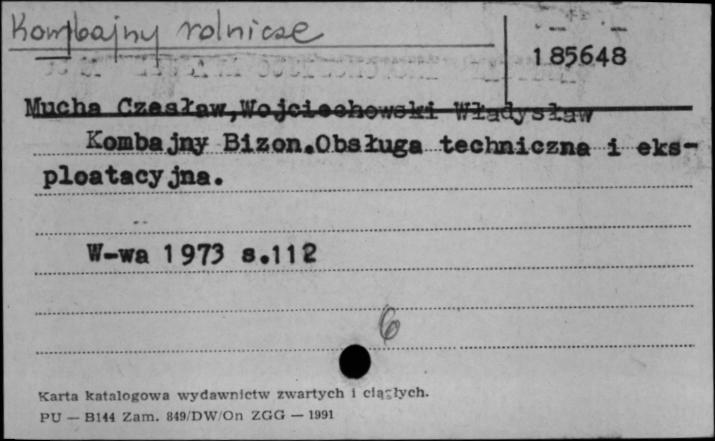 Kombajny rolnicze
185648
Mucha Czesław,Wojciechowski Władysław
Kombajny Bizon.Obsługa techniczna i eks-
ploatacyjna.
W-wa 1973 s.112
6
Karta katalogowa wydawnictw zwartych i ciągłych.
PU — B144 Zam. 849/DW/On ZGG — 1991